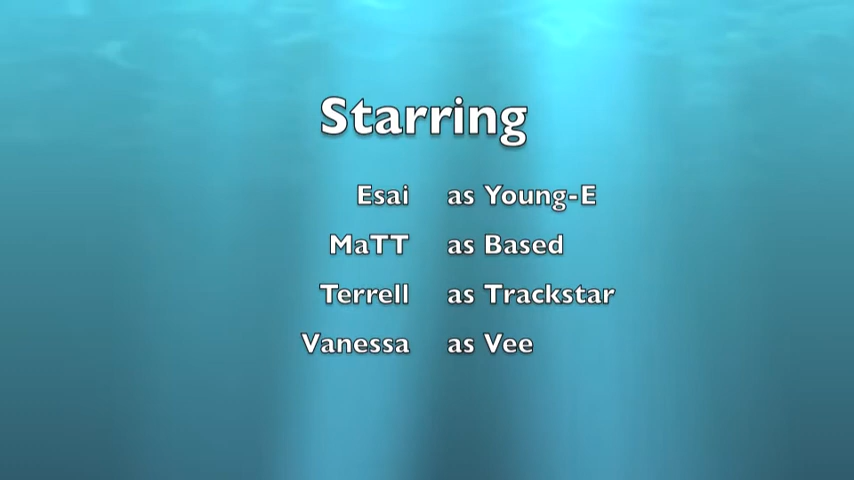 Starring
Esai as Young-E
MaTT as Based
Terrell as Trackstar
Vanessa as Vee